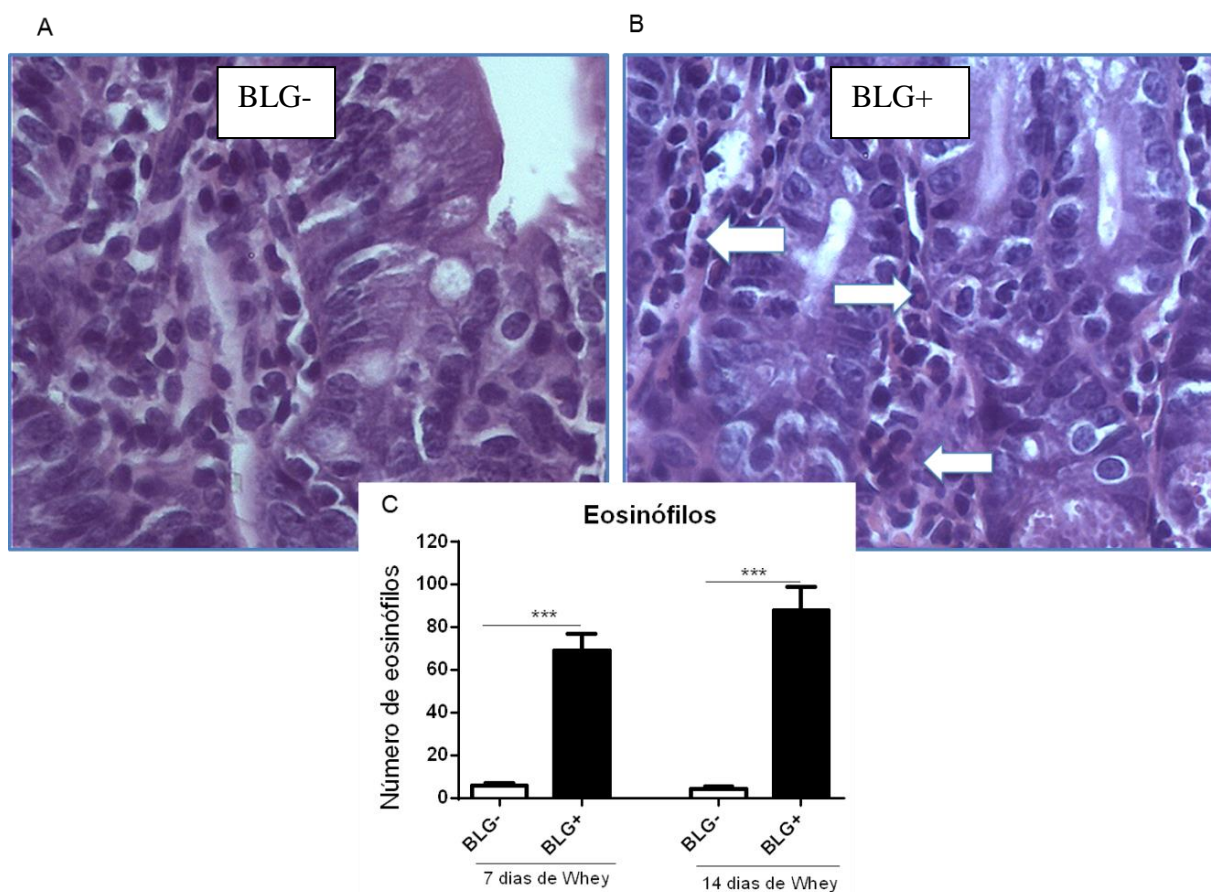 A
B
BLG-
BLG+
C
Eosinófilos
Número de eosinófilos
120
100
80
60
40
20
0
***
***
BLG-
BLG+
BLG-
BLG+
7 dias de Whey
14 dias de Whey